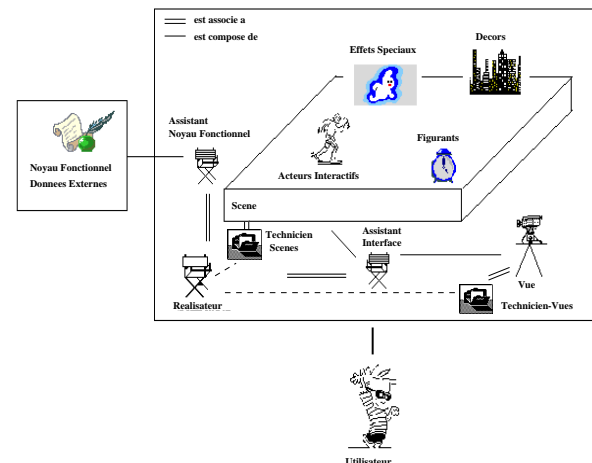 est associe a
est compose de
Effets Speciaux
Decors
Assistant
Noyau Fonctionnel
Noyau Fonctionnel
Donnees Externes
Figurants
Acteurs Interactifs
Scene
Technicien
Scenes
Assistant
Interface
Realisateur
Vue
Technicien-Vues
Utilisateur